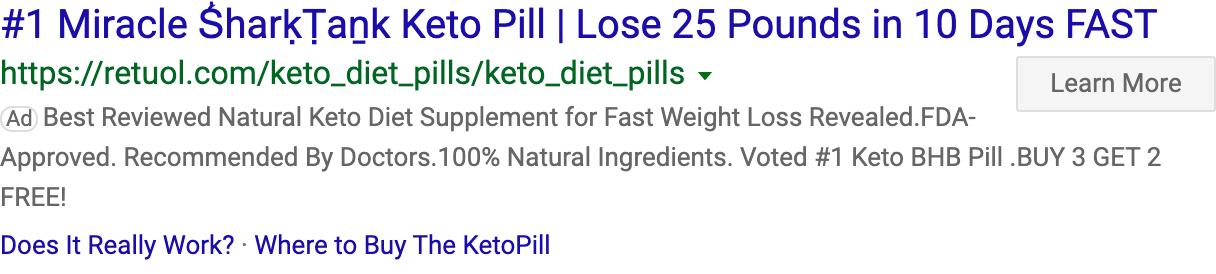 #1 Miracle ṠharķṬaṉk Keto Pill | Lose 25 Pounds in 10 Days FAST
https://retuol.com/keto_diet_pills/keto_diet_pills
Learn More
Ad Best Reviewed Natural Keto Diet Supplement for Fast Weight Loss Revealed.FDA-
Approved. Recommended By Doctors.100% Natural Ingredients. Voted #1 Keto BHB Pill .BUY 3 GET 2
FREE!
Does It Really Work? · Where to Buy The KetoPill